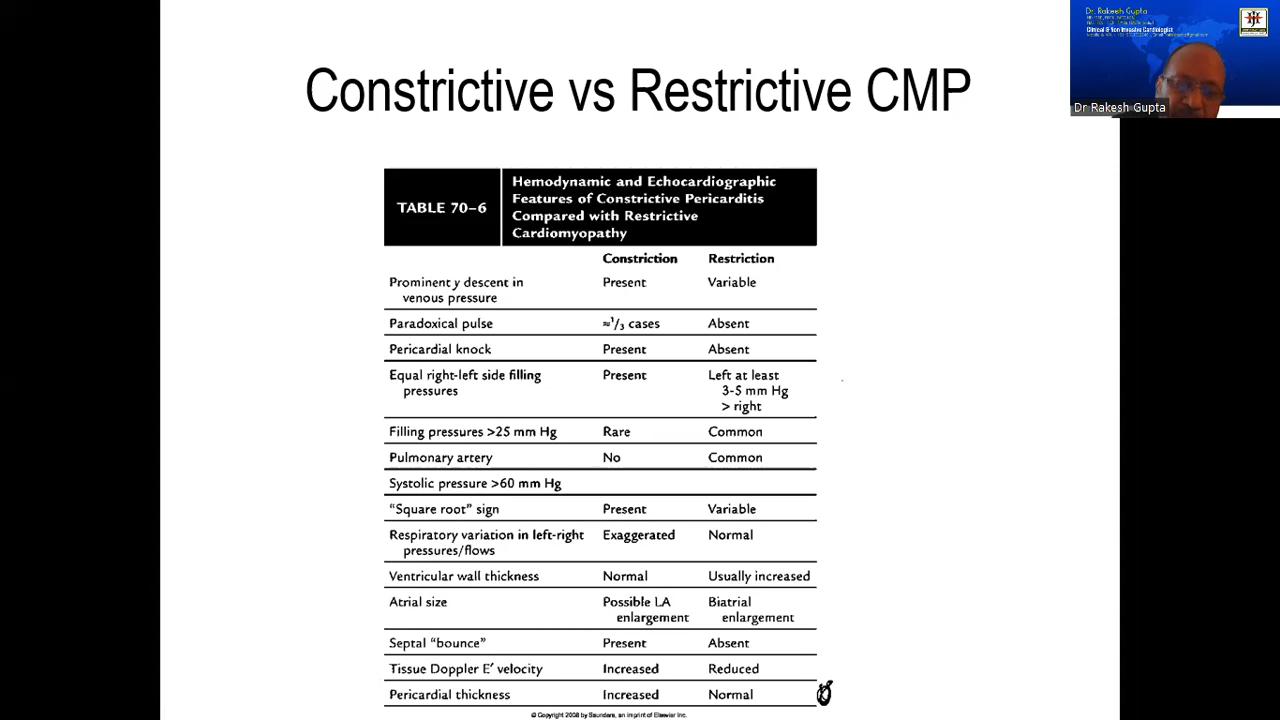 Dr. Rakesh Gupta
Clinical & Non Invasive Cardiologist
Dr Rakesh Gupta
Constrictive vs Restrictive CMP
TABLE 70–6
Hemodynamic and Echocardiographic
Features of Constrictive Pericarditis
Compared with Restrictive
Cardiomyopathy
Constriction Restriction
Prominent y descent in Present Variable
venous pressure
Paradoxical pulse ≈1/3 cases Absent
Pericardial knock Present Absent
Equal right-left side filling Present Left at least
pressures 3-5 mm Hg
> right
Filling pressures >25 mm Hg Rare Common
Pulmonary artery No Common
Systolic pressure >60 mm Hg
“Square root” sign Present Variable
Respiratory variation in left-right Exaggerated Normal
pressures/flows
Ventricular wall thickness Normal Usually increased
Atrial size Possible LA Biatrial
enlargement enlargement
Septal “bounce” Present Absent
Tissue Doppler E′ velocity Increased Reduced
Pericardial thickness Increased Normal
© Copyright 2008 by Saunders, an imprint of Elsevier Inc.